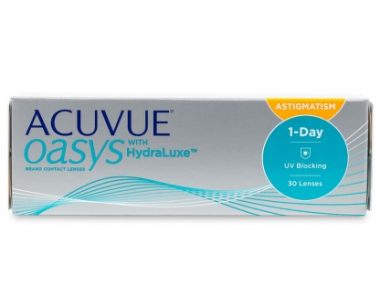 ACUVUE®
oasys WITH HydraLuxe™
BRAND CONTACT LENSES
ASTIGMATISM
1-Day
UV Blocking
30 Lenses